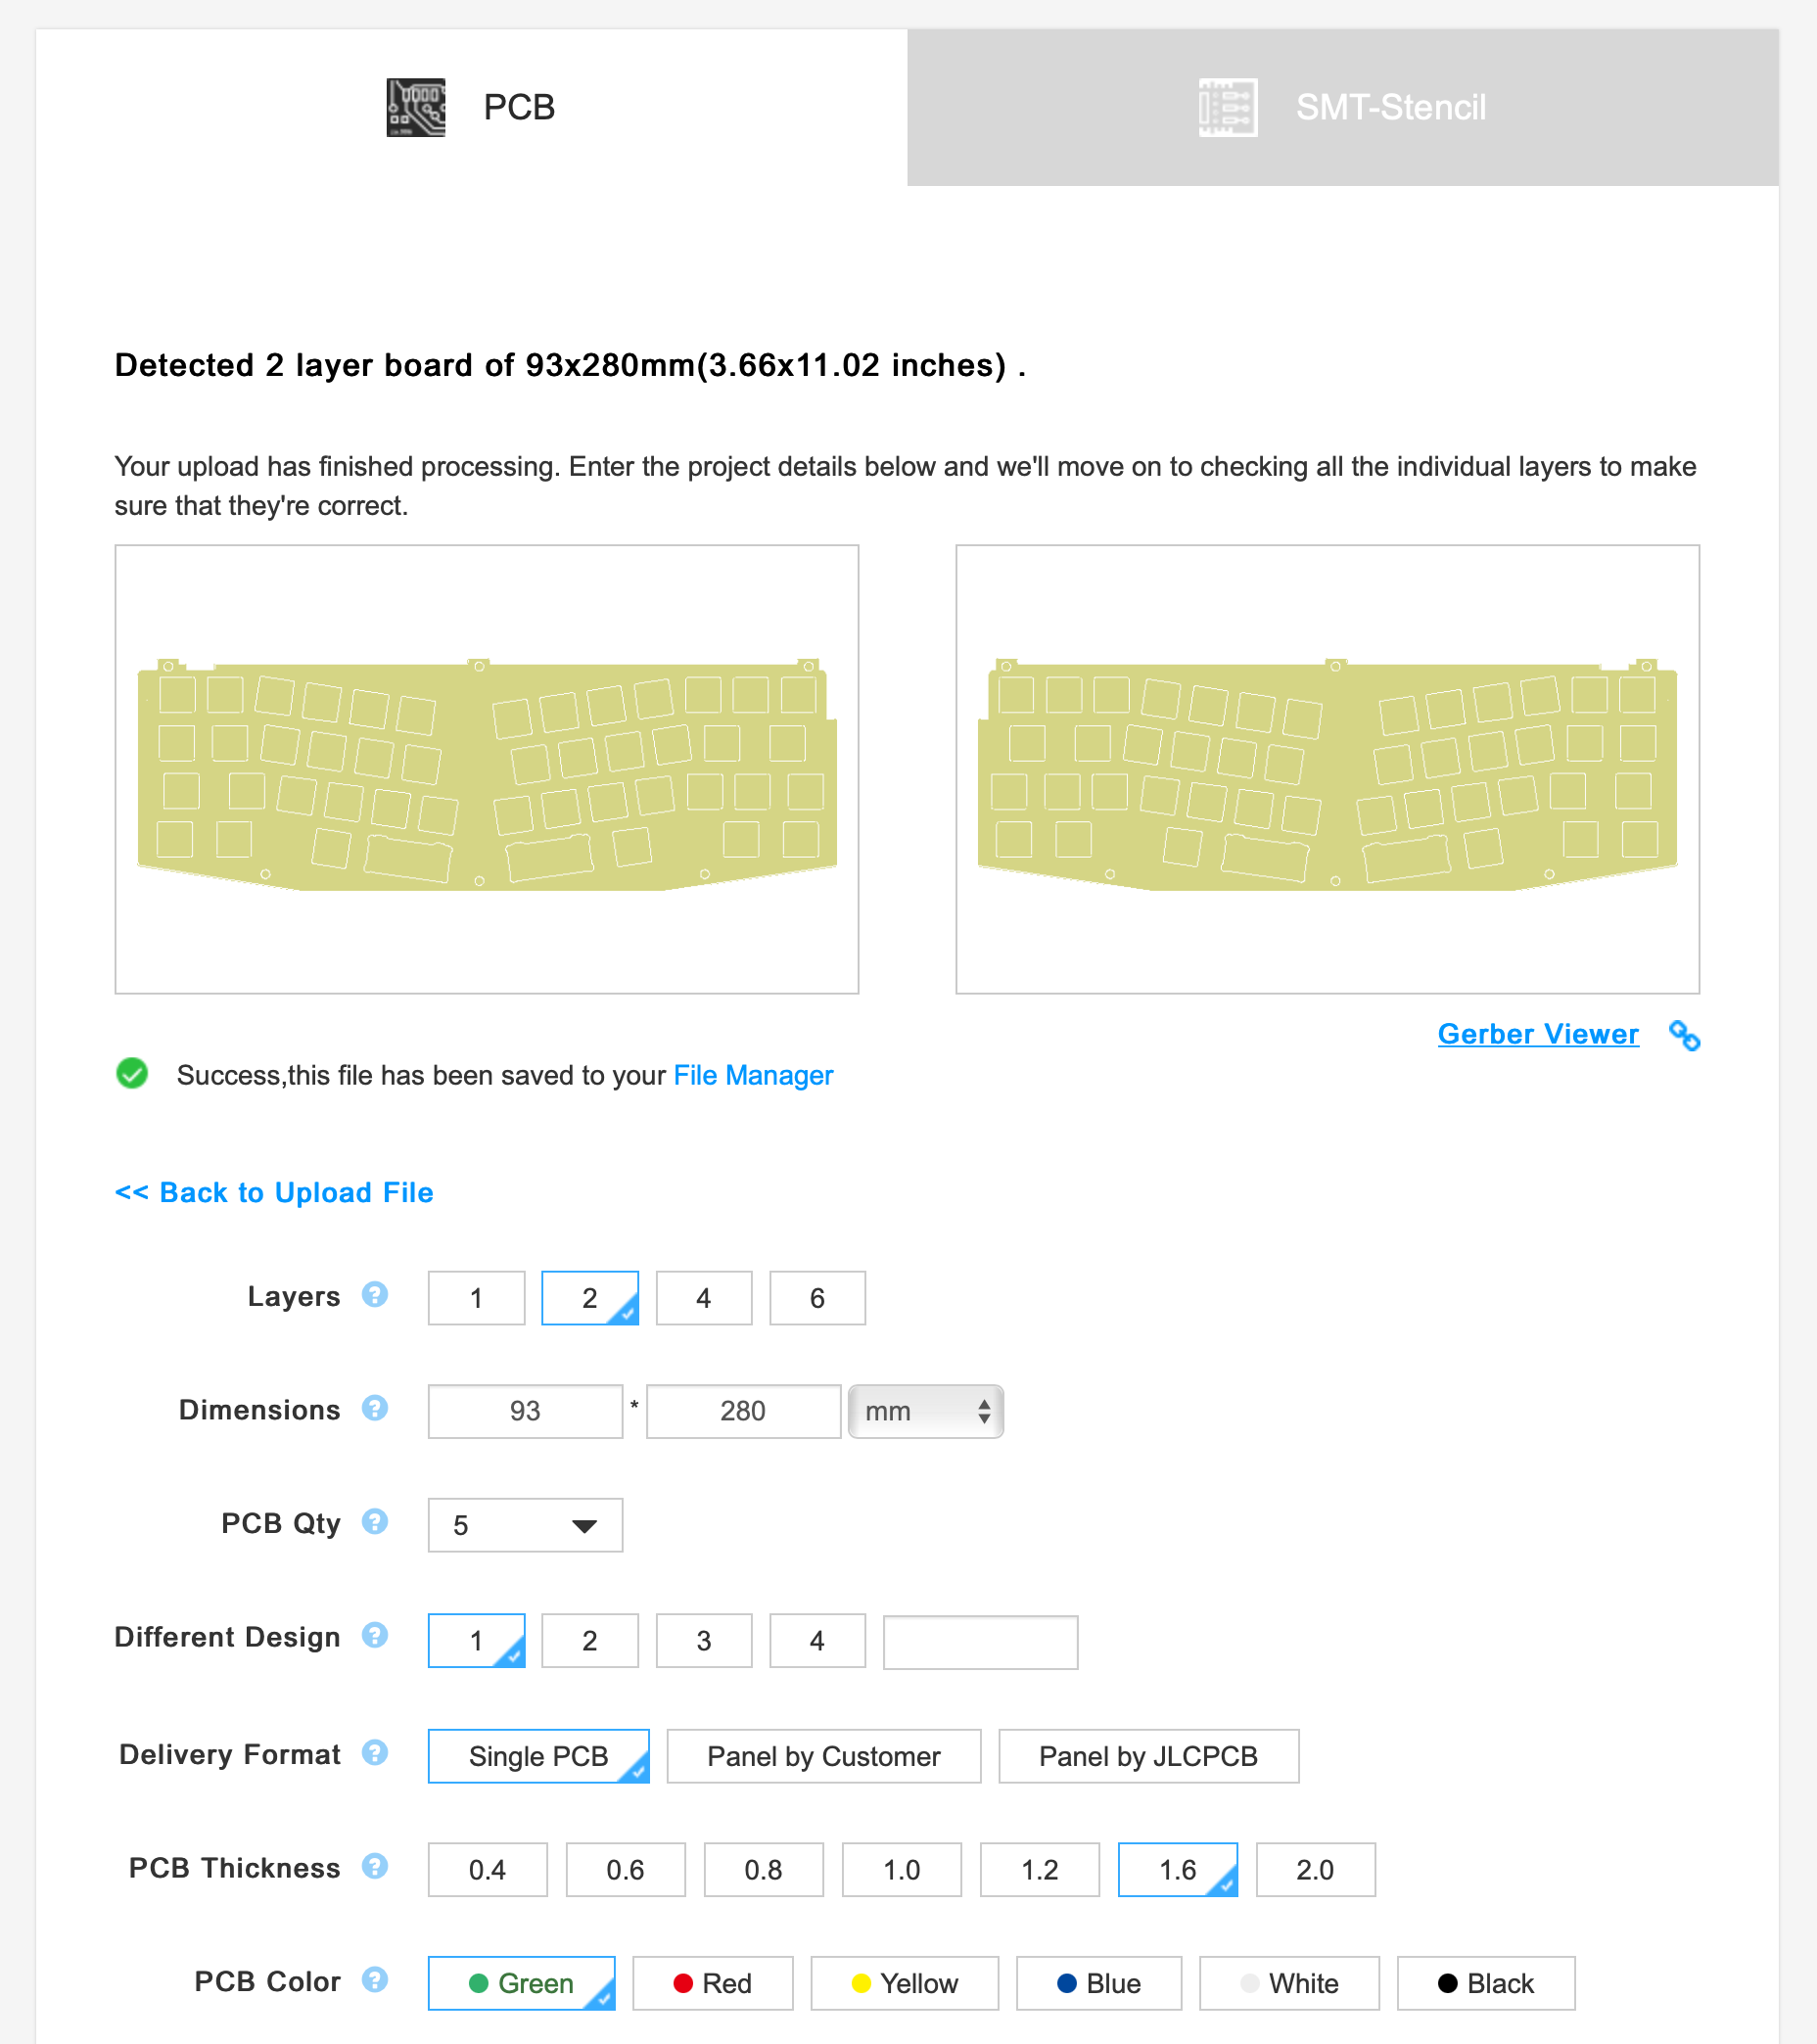 PCB
SMT-Stencil
Detected 2 layer board of 93x280mm(3.66x11.02 inches) .
Your upload has finished processing. Enter the project details below and we'll move on to checking all the individual layers to make
sure that they're correct.
Gerber Viewer
Success,this file has been saved to your File Manager
<< Back to Upload File
Layers ? 1 2 4 6
Dimensions ? 93 * 280 mm
PCB Qty ? 5
Different Design ? 1 2 3 4
Delivery Format ? Single PCB Panel by Customer Panel by JLCPCB
PCB Thickness ? 0.4 0.6 0.8 1.0 1.2 1.6 2.0
PCB Color ? Green Red Yellow Blue White Black